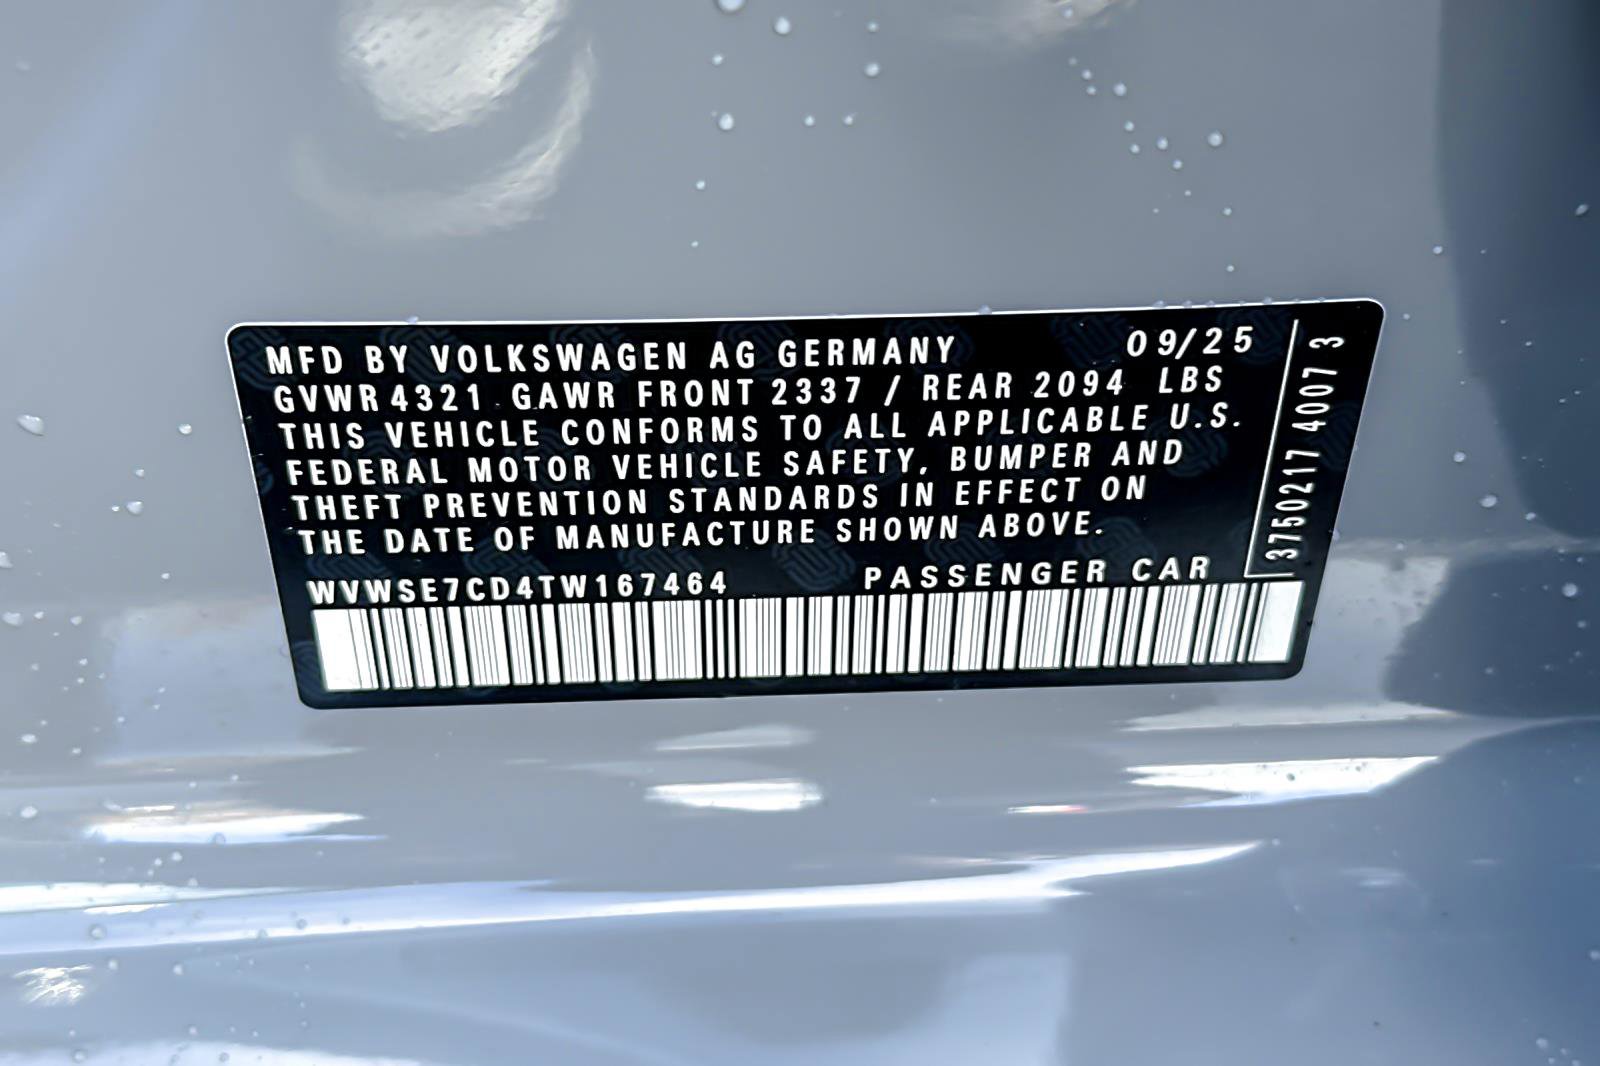 MFD BY VOLKSWAGEN AG GERMANY 09/25
GVWR 4321 GAWR FRONT 2337 / REAR 2094 LBS
THIS VEHICLE CONFORMS TO ALL APPLICABLE U.S.
FEDERAL MOTOR VEHICLE SAFETY, BUMPER AND
THEFT PREVENTION STANDARDS IN EFFECT ON
THE DATE OF MANUFACTURE SHOWN ABOVE.
WVWSE7CD4TW167464 PASSENGER CAR
3750217 4007 3